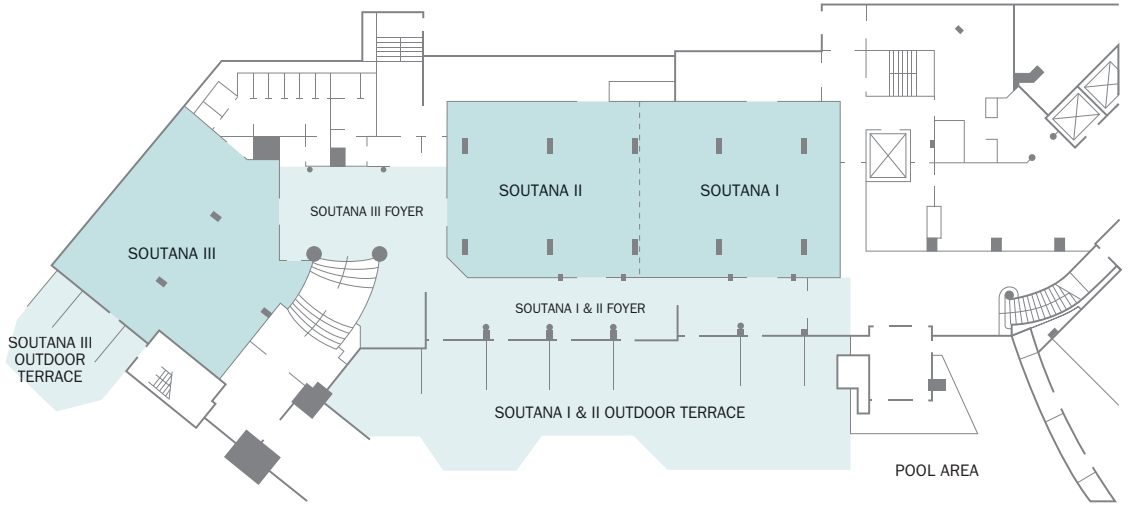 SOUTANA II
SOUTANA I
SOUTANA III FOYER
SOUTANA III
SOUTANA I & II FOYER
SOUTANA III
OUTDOOR
TERRACE
SOUTANA I & II OUTDOOR TERRACE
POOL AREA